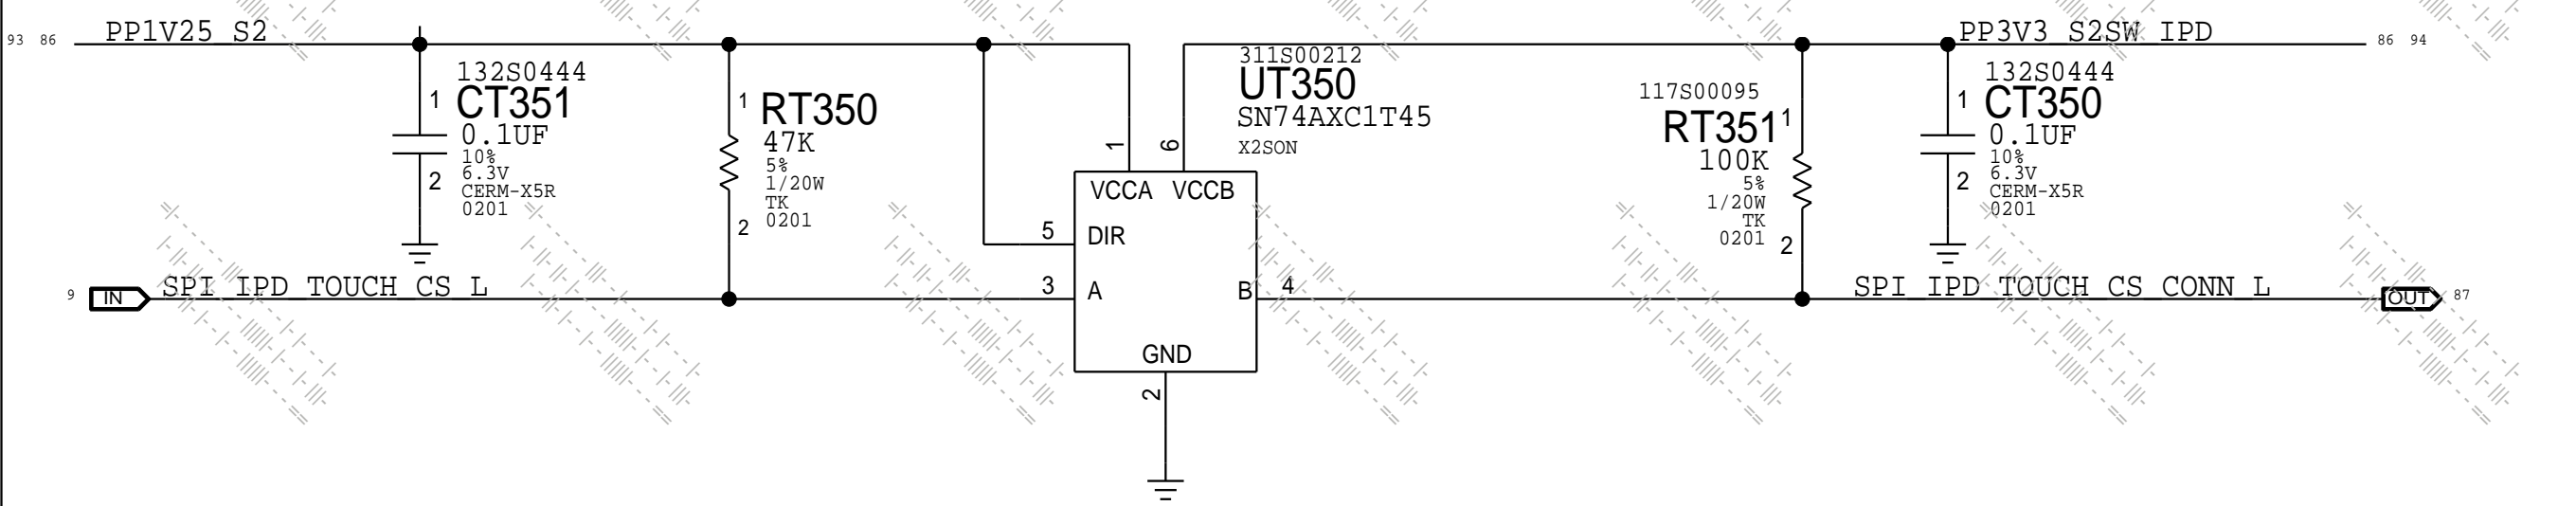 93 86 PP1V25_S2
132S0444
1 CT351
0.1UF
10%
6.3V
2 CERM-X5R
0201
1 RT350
47K
5%
1/20W
TK
2 0201
311S00212
UT350
SN74AXC1T45
X2SON
1 6
VCCA VCCB
5 DIR
3 A
B 4
GND
2
117S00095
RT351 1
100K
5%
1/20W
TK
0201 2
PP3V3_S2SW_IPD 86 94
132S0444
1 CT350
0.1UF
10%
6.3V
2 CERM-X5R
0201
9 IN SPI_IPD_TOUCH_CS_L
SPI_IPD_TOUCH_CS_CONN_L OUT 87